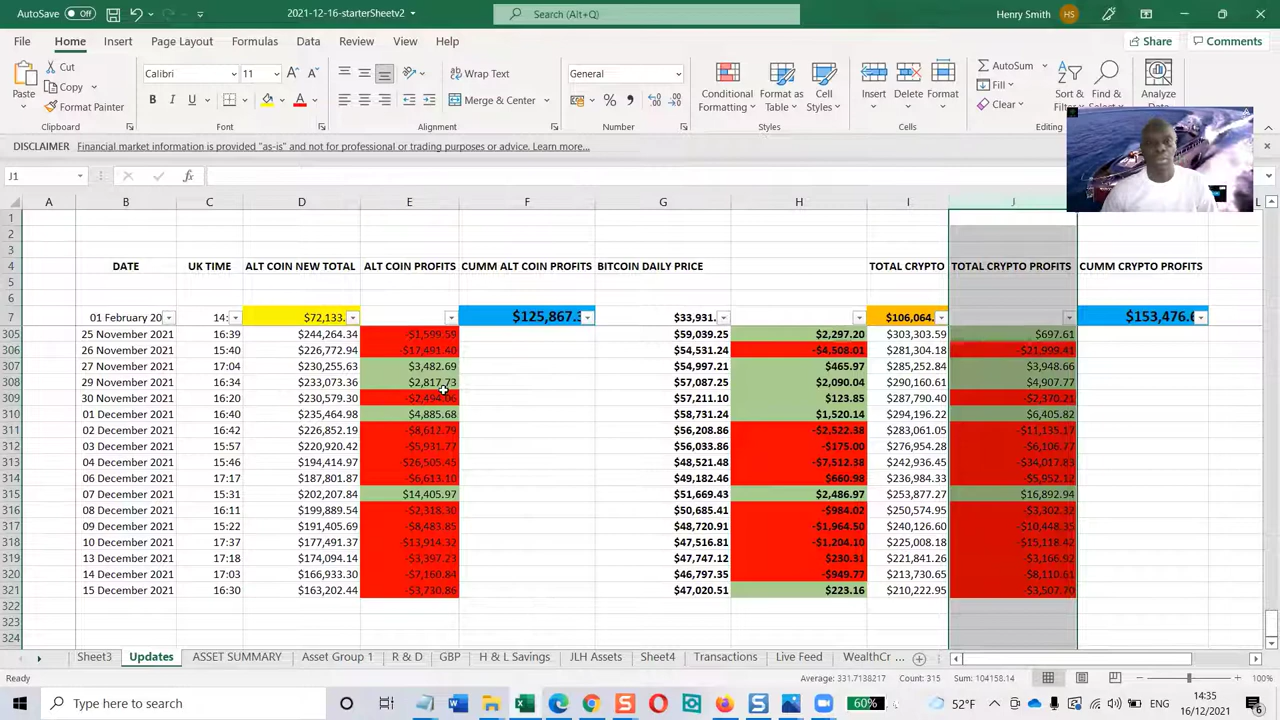 AutoSave Off 2021-12-16-starterSheetv2 Search (Alt+Q) Henry Smith HS
File Home Insert Page Layout Formulas Data Review View Help Share Comments
Paste Cut Copy Format Painter Calibri 11 Wrap Text Merge & Center General Conditional Formatting Format as Table Cell Styles Insert Delete Format AutoSum Fill Clear Sort & Find & Analyze
Clipboard Font Alignment Number Styles Cells Editing
DISCLAIMER Financial market information is provided "as-is" and not for professional or trading purposes or advice. Learn more...
J1
A B C D E F G H I J K L
1
2
3
4 DATE UK TIME ALT COIN NEW TOTAL ALT COIN PROFITS CUMM ALT COIN PROFITS BITCOIN DAILY PRICE TOTAL CRYPTO TOTAL CRYPTO PROFITS CUMM CRYPTO PROFITS
5
6
7 01 February 20 14: $72,133. $125,867.3 $33,931. $106,064. $153,476.6
305 25 November 2021 16:39 $244,264.34 -$1,599.59 $59,039.25 $2,297.20 $303,303.59 $697.61
306 26 November 2021 15:40 $226,772.94 -$17,491.40 $54,531.24 -$4,508.01 $281,304.18 -$21,999.41
307 27 November 2021 17:04 $230,255.63 $3,482.69 $54,997.21 $465.97 $285,252.84 $3,948.66
308 29 November 2021 16:34 $233,073.36 $2,817.73 $57,087.25 $2,090.04 $290,160.61 $4,907.77
309 30 November 2021 16:20 $230,579.30 -$2,494.06 $57,211.10 $123.85 $287,790.40 -$2,370.21
310 01 December 2021 16:40 $235,464.98 $4,885.68 $58,731.24 $1,520.14 $294,196.22 $6,405.82
311 02 December 2021 16:42 $226,852.19 -$8,612.79 $56,208.86 -$2,522.38 $283,061.05 -$11,135.17
312 03 December 2021 15:57 $220,920.42 -$5,931.77 $56,033.86 -$175.00 $276,954.28 -$6,106.77
313 04 December 2021 15:46 $194,414.97 -$26,505.45 $48,521.48 -$7,512.38 $242,936.45 -$34,017.83
314 06 December 2021 17:17 $187,801.87 -$6,613.10 $49,182.46 $660.98 $236,984.33 -$5,952.12
315 07 December 2021 15:31 $202,207.84 $14,405.97 $51,669.43 $2,486.97 $253,877.27 $16,892.94
316 08 December 2021 16:11 $199,889.54 -$2,318.30 $50,685.41 -$984.02 $250,574.95 -$3,302.32
317 09 December 2021 15:22 $191,405.69 -$8,483.85 $48,720.91 -$1,964.50 $240,126.60 -$10,448.35
318 10 December 2021 17:37 $177,491.37 -$13,914.32 $47,516.81 -$1,204.10 $225,008.18 -$15,118.42
319 13 December 2021 17:18 $174,094.14 -$3,397.23 $47,747.12 $230.31 $221,841.26 -$3,166.92
320 14 December 2021 17:03 $166,933.30 -$7,160.84 $46,797.35 -$949.77 $213,730.65 -$8,110.61
321 15 December 2021 16:30 $163,202.44 -$3,730.86 $47,020.51 $223.16 $210,222.95 -$3,507.70
322
323
324
Sheet3 Updates ASSET SUMMARY Asset Group 1 R & D GBP H & L Savings JLH Assets Sheet4 Transactions Live Feed WealthCr ...
Ready Average: 331.7138217 Count: 315 Sum: 104158.14 100%
Type here to search 60% 52°F ENG 14:35
16/12/2021 6